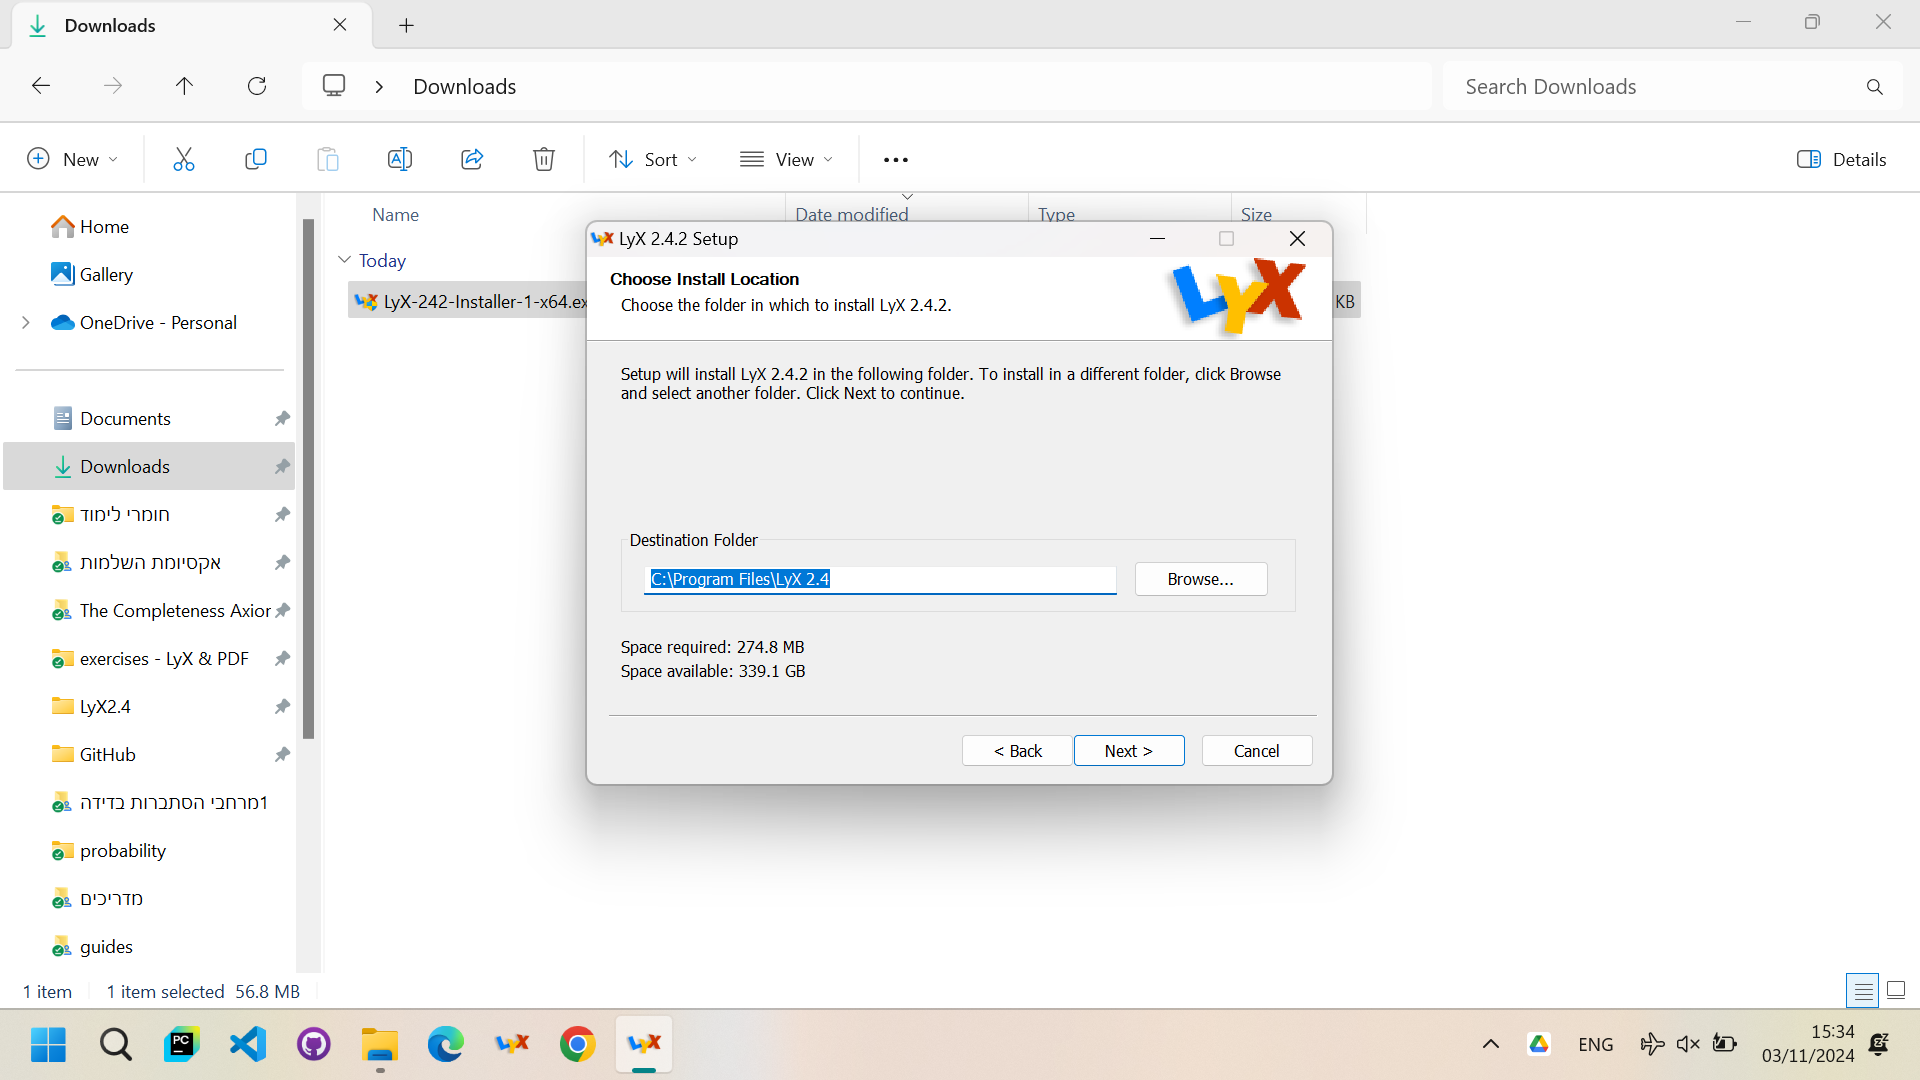 Downloads
Downloads
Search Downloads
New
Sort
View
Details
Home
Gallery
OneDrive - Personal
Documents
Downloads
חומרי לימוד
אקסיומת השלמות
The Completeness Axior
exercises - LyX & PDF
LyX2.4
GitHub
מרחבי הסתברות בדידה1
probability
מדריכים
guides
Name
Date modified
Type
Size
Today
LyX-242-Installer-1-x64.ex
KB
LyX 2.4.2 Setup
Choose Install Location
Choose the folder in which to install LyX 2.4.2.
LYX
Setup will install LyX 2.4.2 in the following folder. To install in a different folder, click Browse
and select another folder. Click Next to continue.
Destination Folder
C:\Program Files\LyX 2.4
Browse...
Space required: 274.8 MB
Space available: 339.1 GB
< Back
Next >
Cancel
1 item
1 item selected 56.8 MB
PC
LYX
LYX
ENG
15:34
03/11/2024